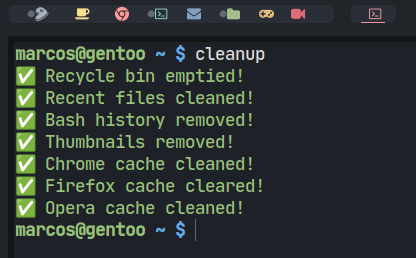 marcos@gentoo ~ $ cleanup
✅ Recycle bin emptied!
✅ Recent files cleaned!
✅ Bash history removed!
✅ Thumbnails removed!
✅ Chrome cache cleaned!
✅ Firefox cache cleared!
✅ Opera cache cleaned!
marcos@gentoo ~ $